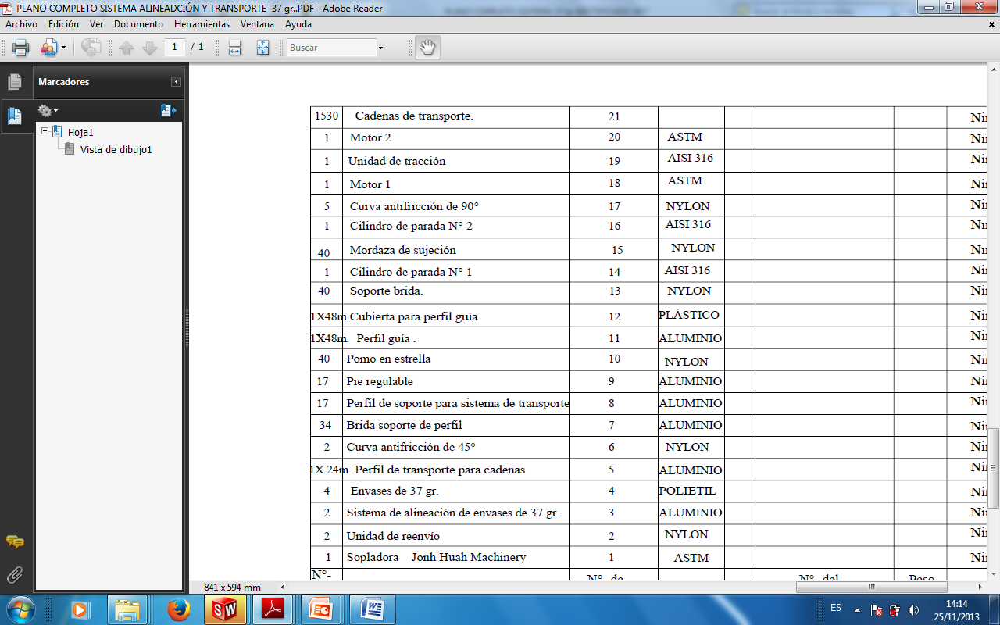 PLANO COMPLETO SISTEMA ALINEADCIÓN Y TRANSPORTE 37 gr..PDF - Adobe Reader
Archivo Edición Ver Documento Herramientas Ventana Ayuda
1 / 1 Buscar
Marcadores
Hoja1
Vista de dibujo1
1530 Cadenas de transporte. 21 Nin
1 Motor 2 20 ASTM Nin
1 Unidad de tracción 19 AISI 316 Nin
1 Motor 1 18 ASTM Nin
5 Curva antifricción de 90° 17 NYLON Nin
1 Cilindro de parada N° 2 16 AISI 316 Nin
40 Mordaza de sujeción 15 NYLON Nin
1 Cilindro de parada N° 1 14 AISI 316 Nin
40 Soporte brida. 13 NYLON Nin
1X48m. Cubierta para perfil guía 12 PLÁSTICO Nin
1X48m. Perfil guía . 11 ALUMINIO Nin
40 Pomo en estrella 10 NYLON Nin
17 Pie regulable 9 ALUMINIO Nin
17 Perfil de soporte para sistema de transporte 8 ALUMINIO Nin
34 Brida soporte de perfil 7 ALUMINIO Nin
2 Curva antifricción de 45° 6 NYLON Nin
1X 24m Perfil de transporte para cadenas 5 ALUMINIO Nin
4 Envases de 37 gr. 4 POLIETIL Nin
2 Sistema de alineación de envases de 37 gr. 3 ALUMINIO Nin
2 Unidad de reenvío 2 NYLON Nin
1 Sopladora Jonh Huah Machinery 1 ASTM Nin
N°- N°. de N°. del Peso
841 x 594 mm
ES 14:14
25/11/2013